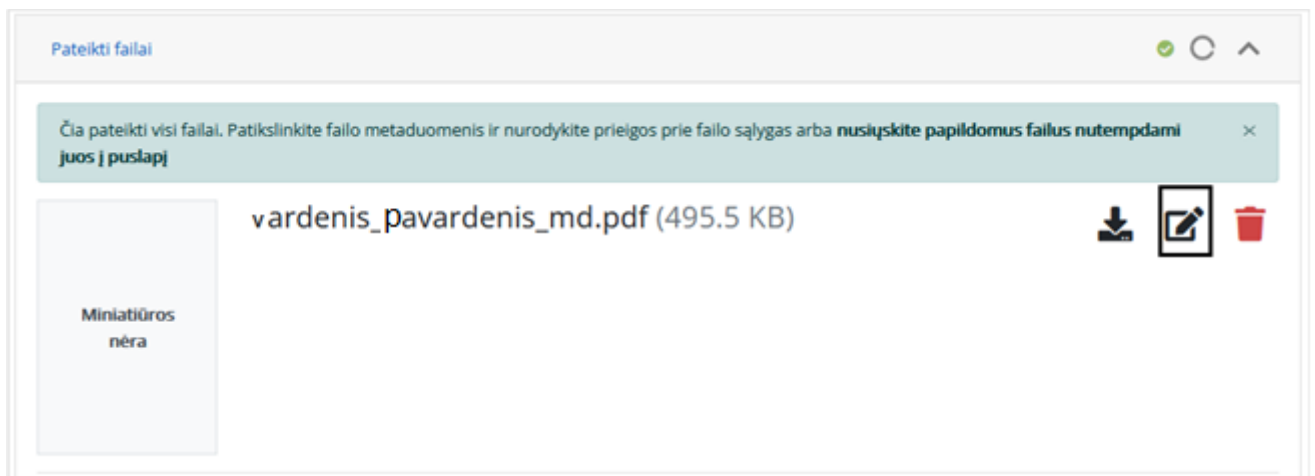 Pateikti failai
Čia pateikti visi failai. Patikslinkite failo metaduomenis ir nurodykite prieigos prie failo sąlygas arba nusiųskite papildomus failus nutempdami
juos į puslapį
vardenis_pavardenis_md.pdf (495.5 KB)
Miniatiūros
nėra